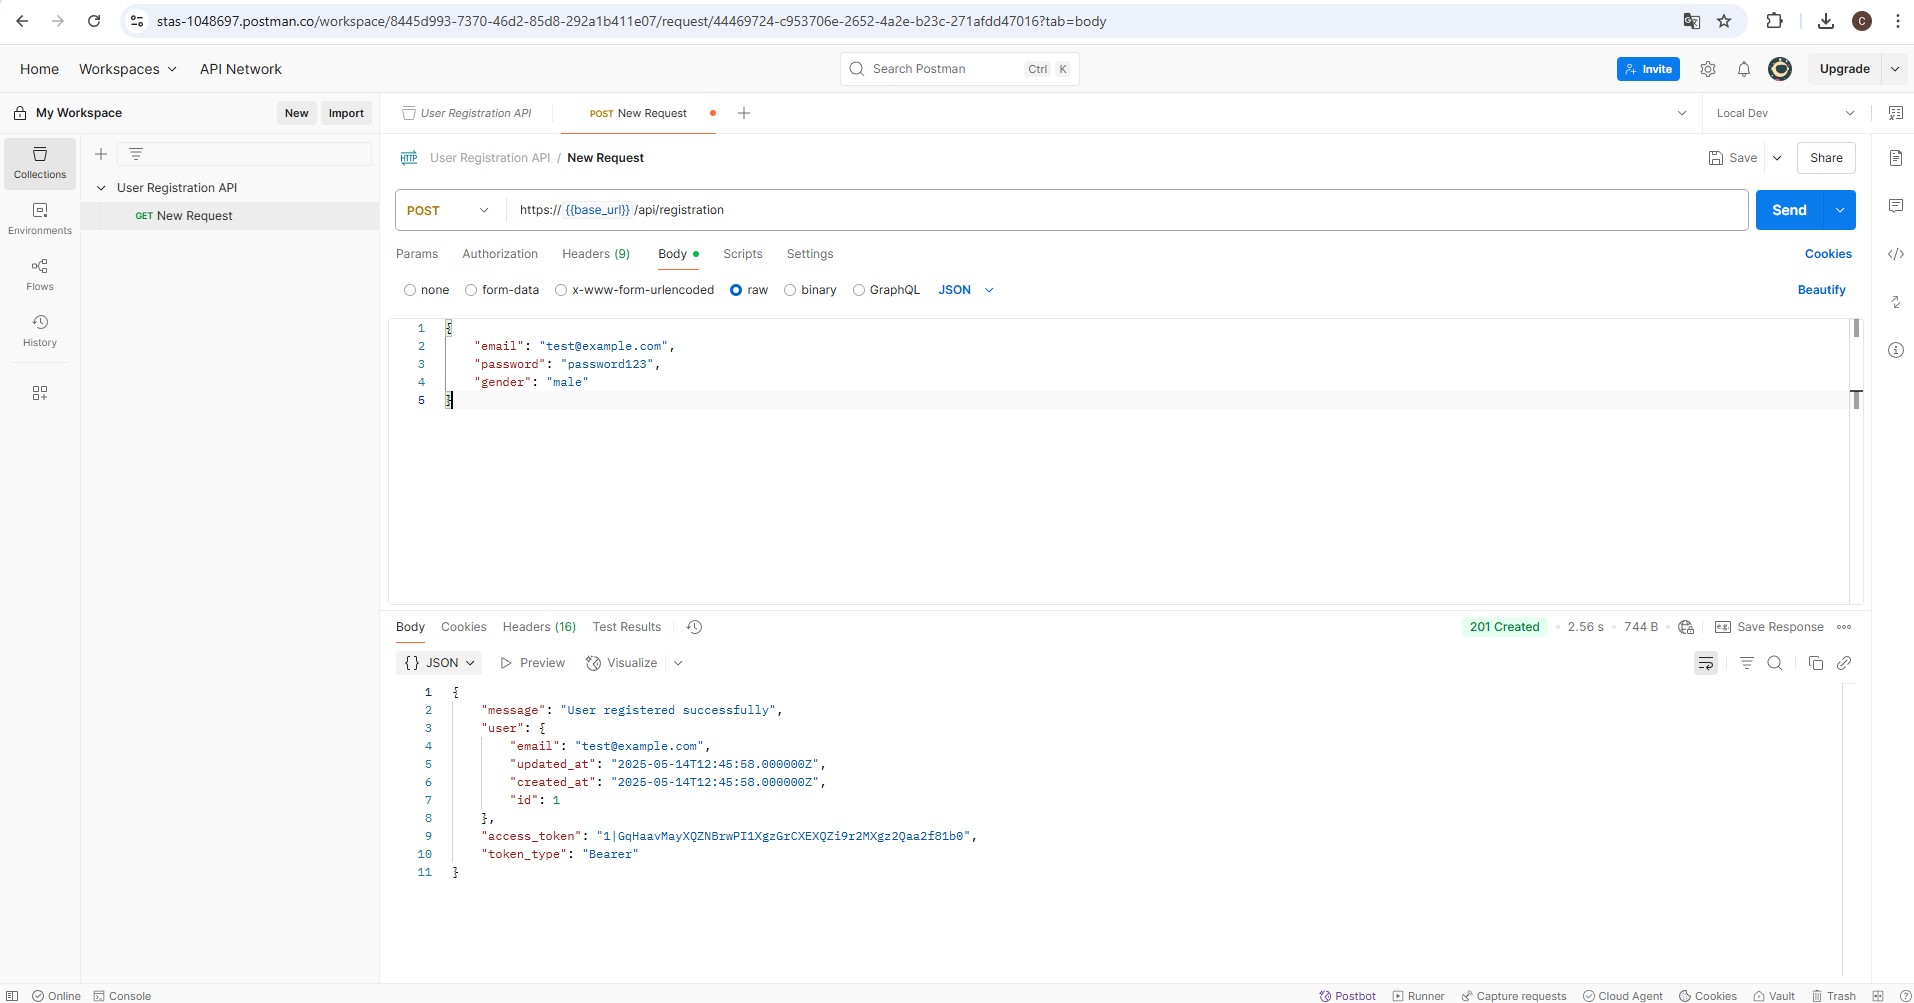 stas-1048697.postman.co/workspace/8445d993-7370-46d2-85d8-292a1b411e07/request/44469724-c953706e-2652-4a2e-b23c-271afdd47016?tab=body
C
Home Workspaces API Network
Search Postman Ctrl K
Invite
Upgrade
My Workspace New Import
User Registration API
POST New Request
Local Dev
Collections
Environments
Flows
History
User Registration API
GET New Request
HTTP User Registration API / New Request
Save Share
POST https:// {{base_url}} /api/registration Send
Params Authorization Headers (9) Body Scripts Settings Cookies
none form-data x-www-form-urlencoded raw binary GraphQL JSON Beautify
1 {
2 "email": "test@example.com",
3 "password": "password123",
4 "gender": "male"
5 }
Body Cookies Headers (16) Test Results 201 Created • 2.56 s • 744 B • e.g. Save Response
{} JSON Preview Visualize
1 {
2 "message": "User registered successfully",
3 "user": {
4 "email": "test@example.com",
5 "updated_at": "2025-05-14T12:45:58.000000Z",
6 "created_at": "2025-05-14T12:45:58.000000Z",
7 "id": 1
8 },
9 "access_token": "1|GqHaavMayXQZNBrwPI1XgzGrCXEXQZi9r2MXgz2Qaa2f81b0",
10 "token_type": "Bearer"
11 }
Online Console Postbot Runner Capture requests Cloud Agent Cookies Vault Trash